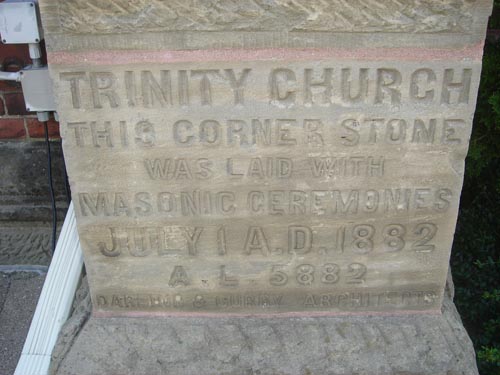 TRINITY CHURCH
THIS CORNER STONE
WAS LAID WITH
MASONIC CEREMONIES
JULY 1 A.D. 1882
A. L. 5882
DARLING & CURRY ARCHITECTS